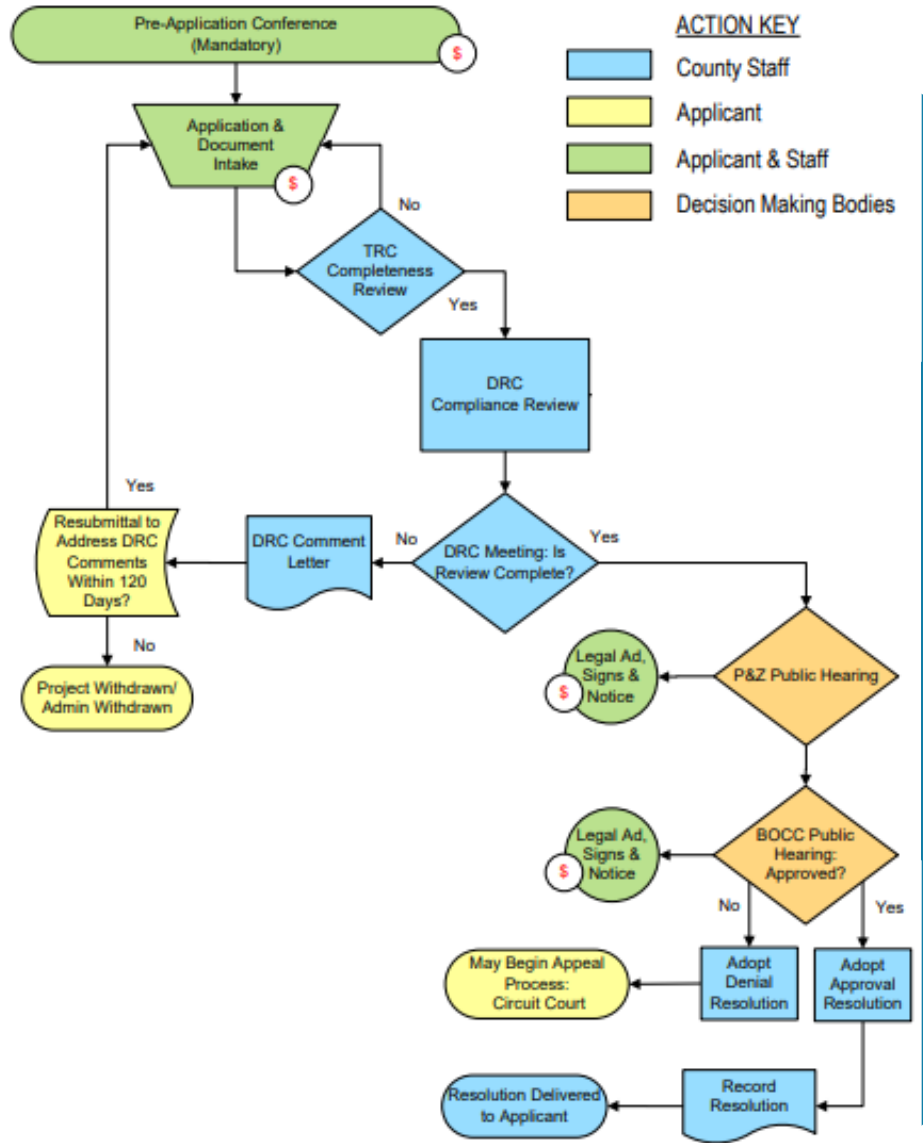 Pre-Application Conference
(Mandatory)
$
ACTION KEY
County Staff
Applicant
Applicant & Staff
Decision Making Bodies
Application &
Document
Intake
$
No
TRC
Completeness
Review
Yes
DRC
Compliance Review
Yes
Resubmittal to
Address DRC
Comments
Within 120
Days?
DRC Comment
Letter
No
DRC Meeting: Is
Review Complete?
Yes
No
Project Withdrawn/
Admin Withdrawn
Legal Ad,
Signs &
Notice
$
P&Z Public Hearing
Legal Ad,
Signs &
Notice
$
BOCC Public
Hearing:
Approved?
No
Yes
May Begin Appeal
Process:
Circuit Court
Adopt
Denial
Resolution
Adopt
Approval
Resolution
Resolution Delivered
to Applicant
Record
Resolution